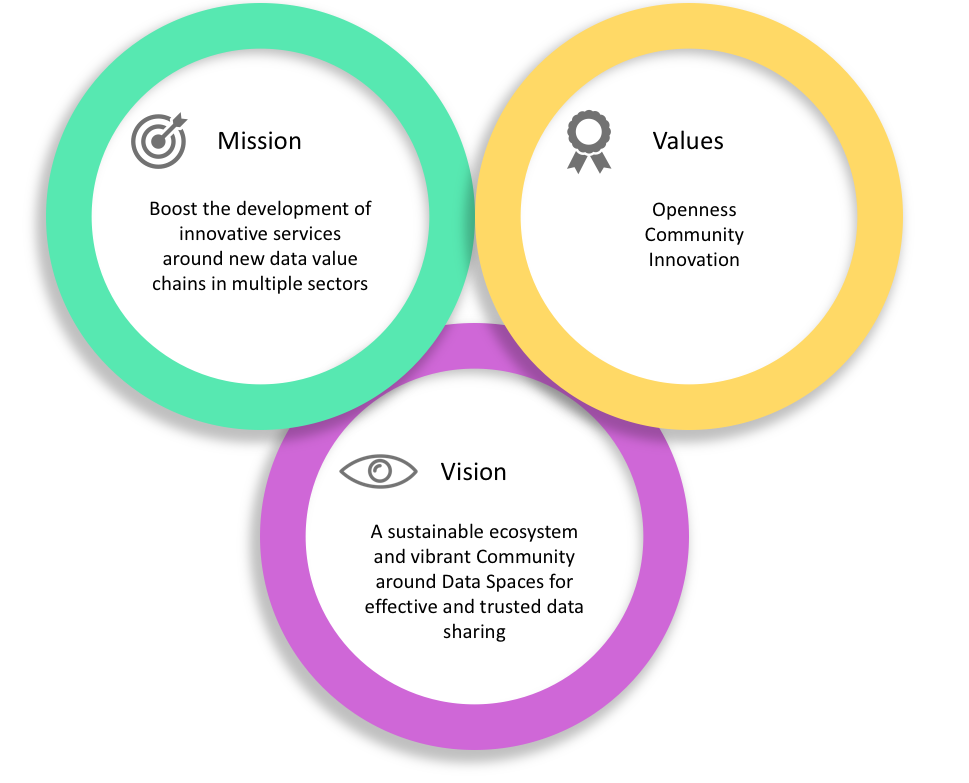 Mission
Boost the development of
innovative services
around new data value
chains in multiple sectors
Values
Openness
Community
Innovation
Vision
A sustainable ecosystem
and vibrant Community
around Data Spaces for
effective and trusted data
sharing